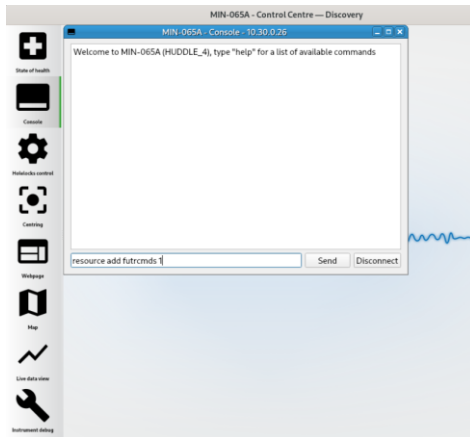 MIN-065A - Control Centre — Discovery
MIN-065A - Console - 10.30.0.26
Welcome to MIN-065A (HUDDLE_4), type "help" for a list of available commands
State of health
Console
Holelocks control
Centring
Webpage
Map
Live data view
Instrument debug
resource add futrcmds 1
Send
Disconnect